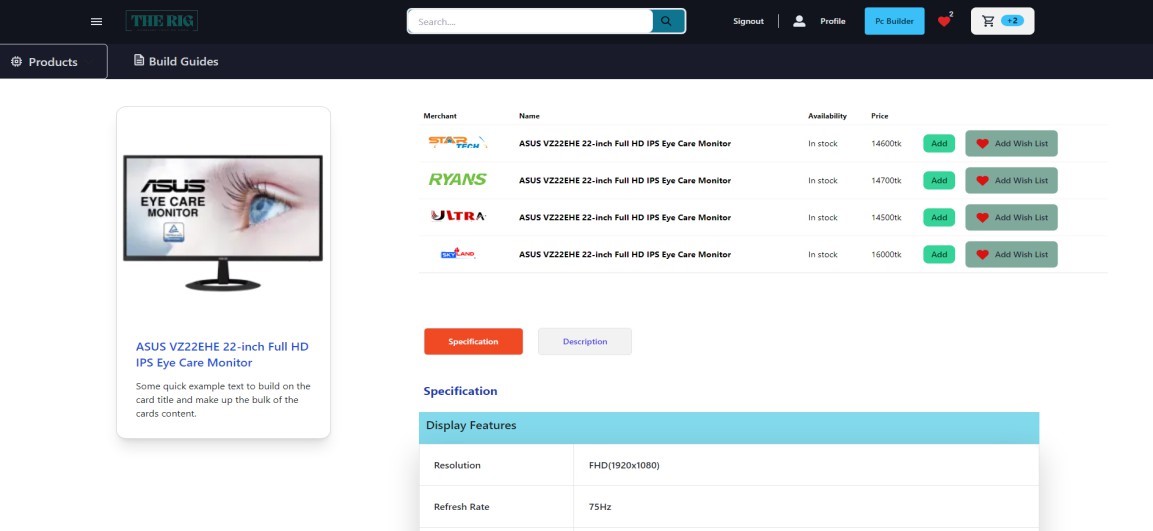 THE RIG
Search....
Signout
Profile
Pc Builder
2
+2
Products
Build Guides
ASUS
EYE CARE
MONITOR
ASUS VZ22EHE 22-inch Full HD
IPS Eye Care Monitor
Some quick example text to build on the
card title and make up the bulk of the
cards content.
Merchant Name Availability Price
STAR TECH ASUS VZ22EHE 22-inch Full HD IPS Eye Care Monitor In stock 14600tk Add Add Wish List
RYANS ASUS VZ22EHE 22-inch Full HD IPS Eye Care Monitor In stock 14700tk Add Add Wish List
ULTRA ASUS VZ22EHE 22-inch Full HD IPS Eye Care Monitor In stock 14500tk Add Add Wish List
SKYLAND ASUS VZ22EHE 22-inch Full HD IPS Eye Care Monitor In stock 16000tk Add Add Wish List
Specification Description
Specification
Display Features
Resolution FHD(1920x1080)
Refresh Rate 75Hz